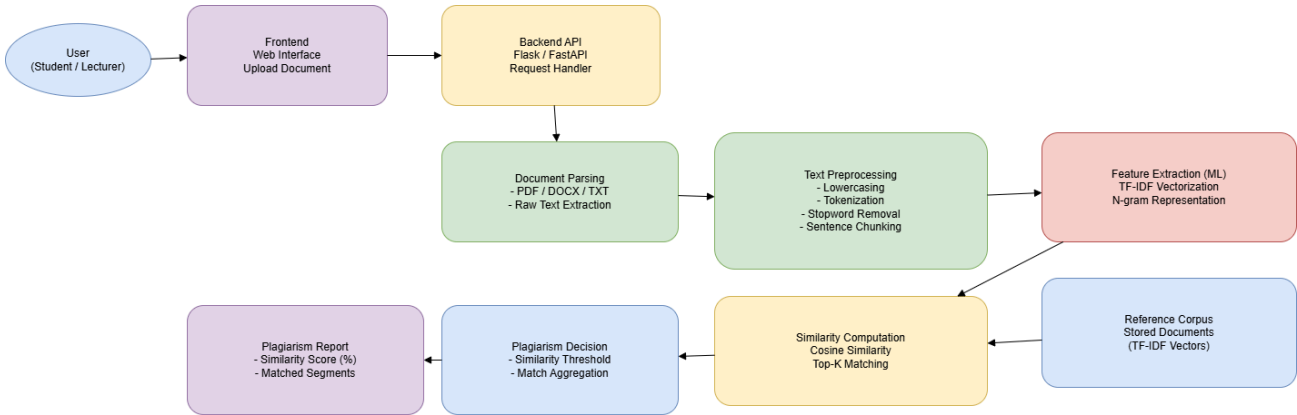 User
(Student / Lecturer)
Frontend
Web Interface
Upload Document
Backend API
Flask / FastAPI
Request Handler
Document Parsing
- PDF / DOCX / TXT
- Raw Text Extraction
Text Preprocessing
- Lowercasing
- Tokenization
- Stopword Removal
- Sentence Chunking
Feature Extraction (ML)
TF-IDF Vectorization
N-gram Representation
Plagiarism Report
- Similarity Score (%)
- Matched Segments
Plagiarism Decision
- Similarity Threshold
- Match Aggregation
Similarity Computation
Cosine Similarity
Top-K Matching
Reference Corpus
Stored Documents
(TF-IDF Vectors)